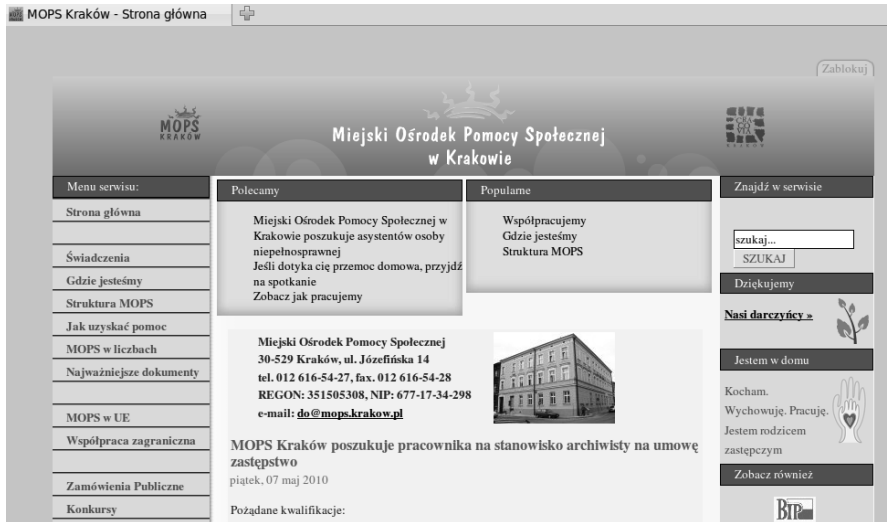 MOPS Kraków - Strona główna
Zablokuj
MOPS
KRAKÓW
Miejski Ośrodek Pomocy Społecznej
w Krakowie
Menu serwisu:
Strona główna
Świadczenia
Gdzie jesteśmy
Struktura MOPS
Jak uzyskać pomoc
MOPS w liczbach
Najważniejsze dokumenty
MOPS w UE
Współpraca zagraniczna
Zamówienia Publiczne
Konkursy
Polecamy
Miejski Ośrodek Pomocy Społecznej w
Krakowie poszukuje asystentów osoby
niepełnosprawnej
Jeśli dotyka cię przemoc domowa, przyjdź
na spotkanie
Zobacz jak pracujemy
Popularne
Współpracujemy
Gdzie jesteśmy
Struktura MOPS
Miejski Ośrodek Pomocy Społecznej
30-529 Kraków, ul. Józefińska 14
tel. 012 616-54-27, fax. 012 616-54-28
REGON: 351505308, NIP: 677-17-34-298
e-mail: do@mops.krakow.pl
MOPS Kraków poszukuje pracownika na stanowisko archiwisty na umowę
zastępstwo
piątek, 07 maj 2010
Pożądane kwalifikacje:
Znajdź w serwisie
szukaj...
SZUKAJ
Dziękujemy
Nasi darczyńcy »
Jestem w domu
Kocham.
Wychowuję. Pracuję.
Jestem rodzicem
zastępczym
Zobacz również
BIP